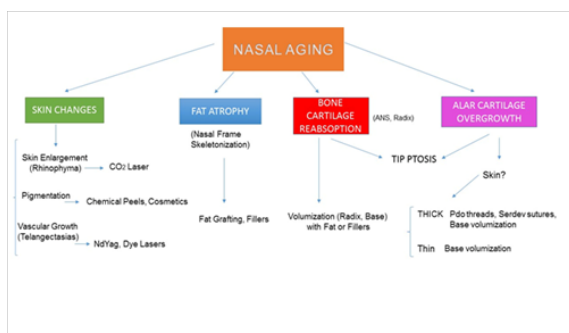 NASAL AGING
SKIN CHANGES
FAT ATROPHY
BONE
CARTILAGE
REABSOPTION
(ANS, Radix)
ALAR CARTILAGE
OVERGROWTH
(Nasal Frame
Skeletonization)
TIP PTOSIS
Skin Enlargement
(Rhinophyma)
CO2 Laser
Skin?
Pigmentation
Chemical Peels, Cosmetics
Fat Grafting, Fillers
Volumization (Radix, Base)
with Fat or Fillers
THICK Pdo threads, Serdev sutures,
Base volumization
Vascular Growth
(Telangectasias)
NdYag, Dye Lasers
Thin Base volumization